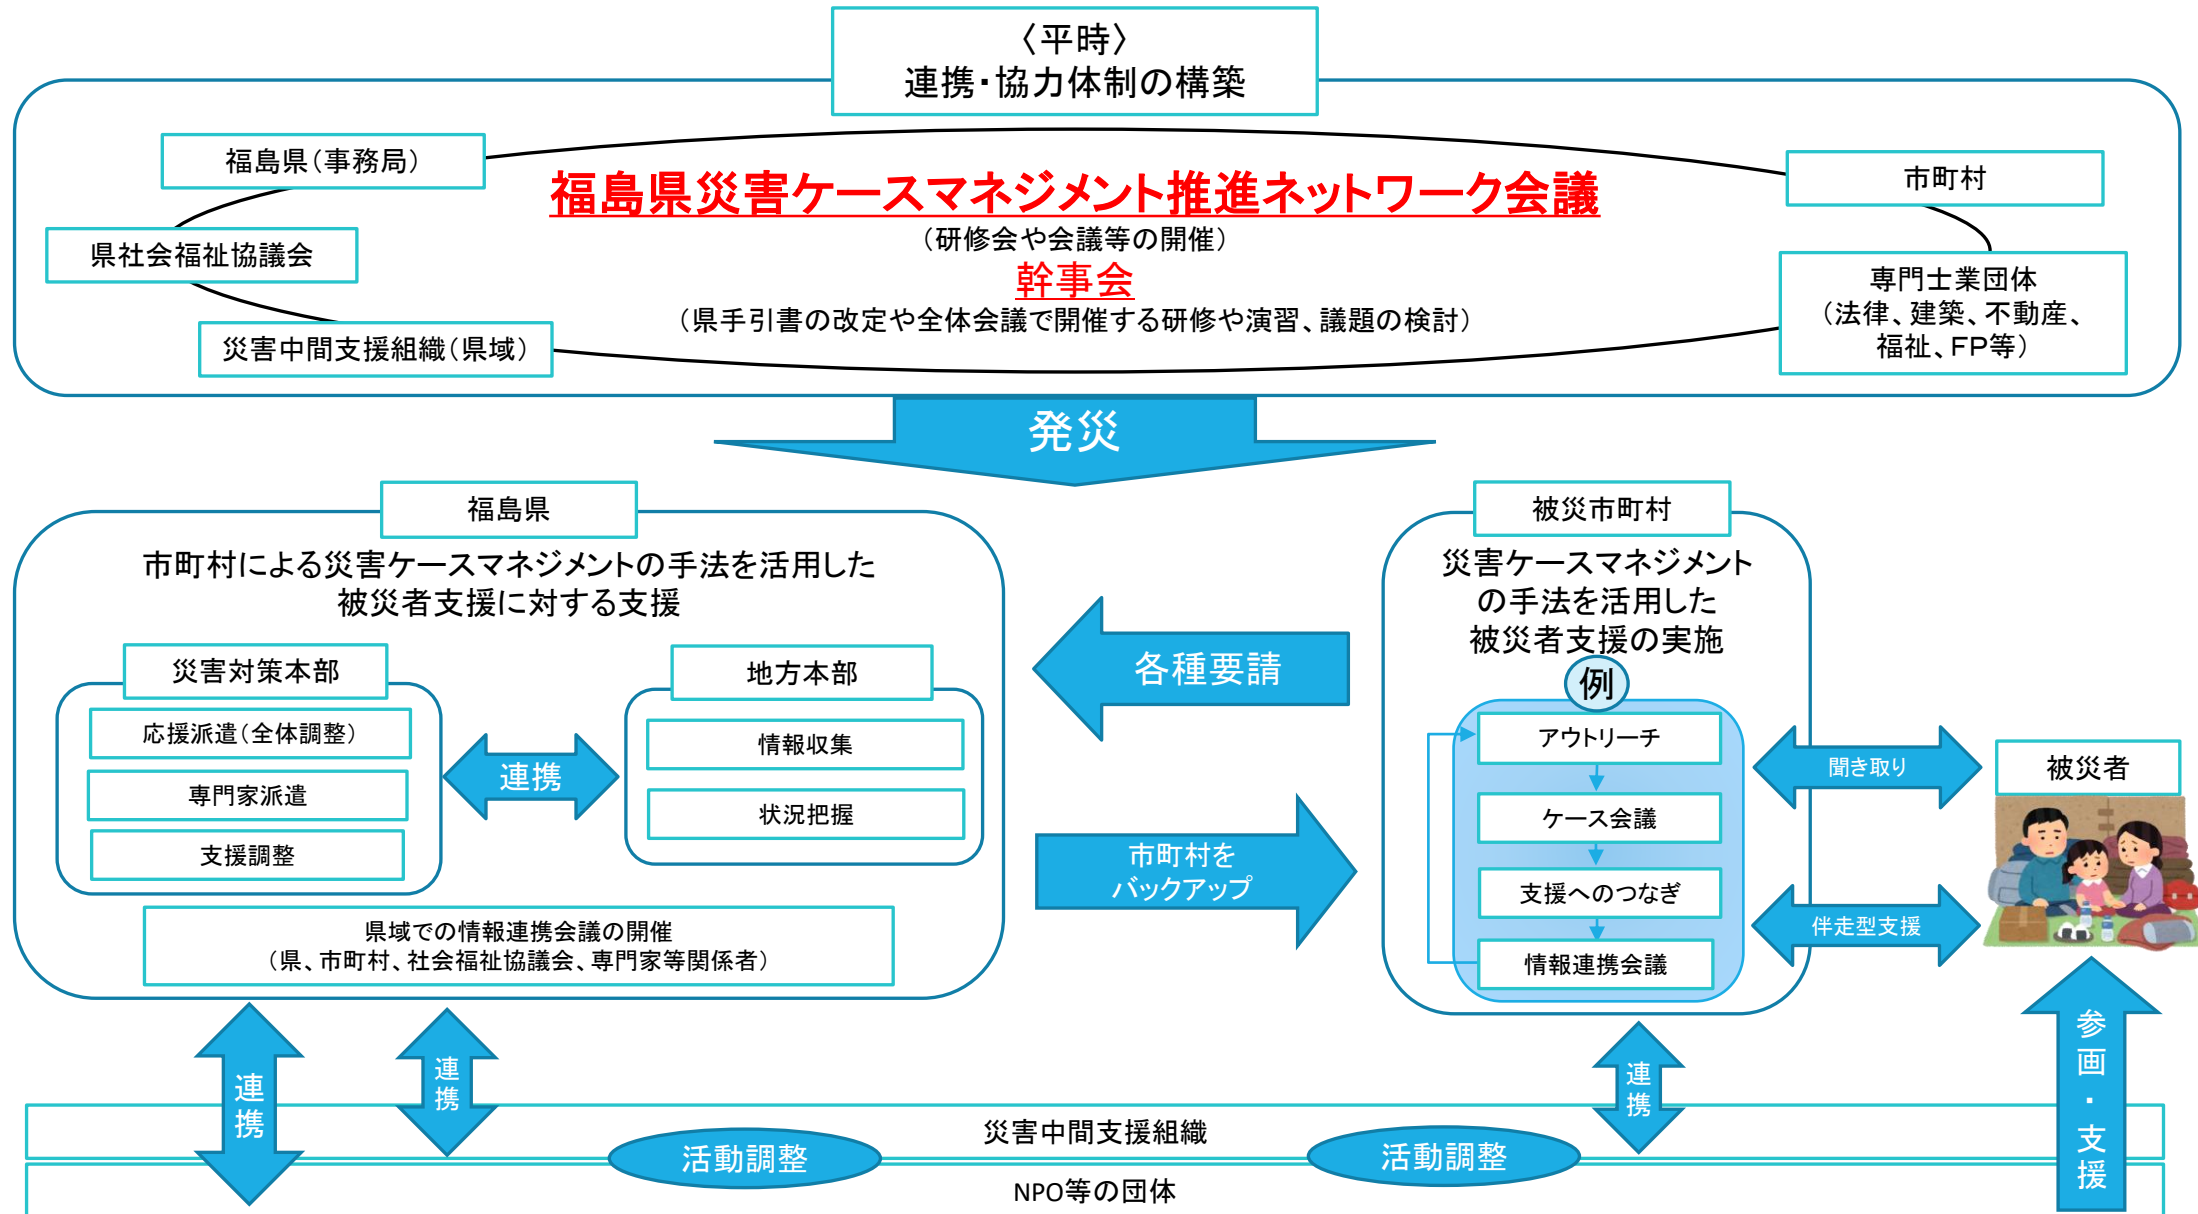 〈平時〉
連携・協力体制の構築
福島県（事務局）
市町村
福島県災害ケースマネジメント推進ネットワーク会議
（研修会や会議等の開催）
県社会福祉協議会
幹事会
専門士業団体
（法律、建築、不動産、
福祉、FP等）
（県手引書の改定や全体会議で開催する研修や演習、議題の検討）
災害中間支援組織（県域）
発災
福島県
市町村による災害ケースマネジメントの手法を活用した
被災者支援に対する支援
災害対策本部
応援派遣（全体調整）
専門家派遣
支援調整
連携
地方本部
情報収集
状況把握
県域での情報連携会議の開催
（県、市町村、社会福祉協議会、専門家等関係者）
各種要請
市町村を
バックアップ
被災市町村
災害ケースマネジメント
の手法を活用した
被災者支援の実施
例
アウトリーチ
ケース会議
支援へのつなぎ
情報連携会議
聞き取り
伴走型支援
被災者
連携
連携
連携
参画・支援
災害中間支援組織
活動調整
活動調整
NPO等の団体